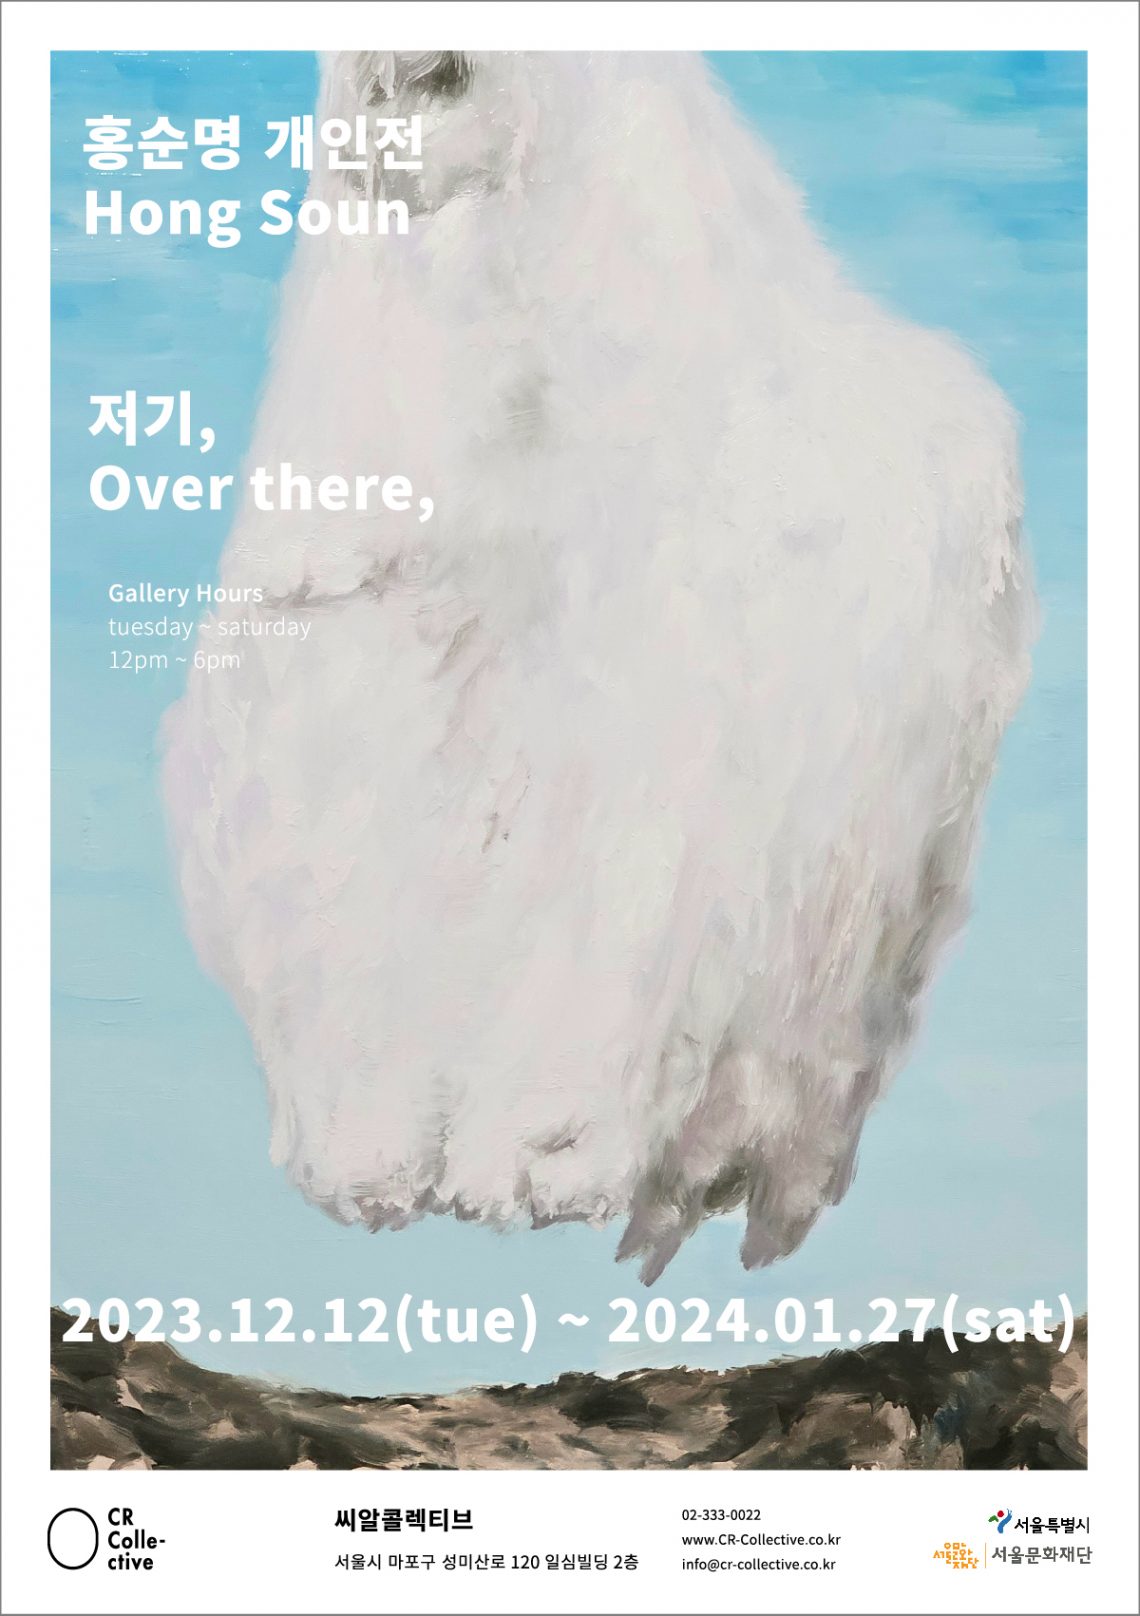 홍순명 개인전
Hong Soun
저기,
Over there,
Gallery Hours
tuesday ~ saturday
12pm ~ 6pm
2023.12.12(tue) ~ 2024.01.27(sat)
CR
Colle-
ctive
씨알콜렉티브
서울시 마포구 성미산로 120 일심빌딩 2층
02-333-0022
www.CR-Collective.co.kr
info@cr-collective.co.kr
서울특별시
서울문화재단